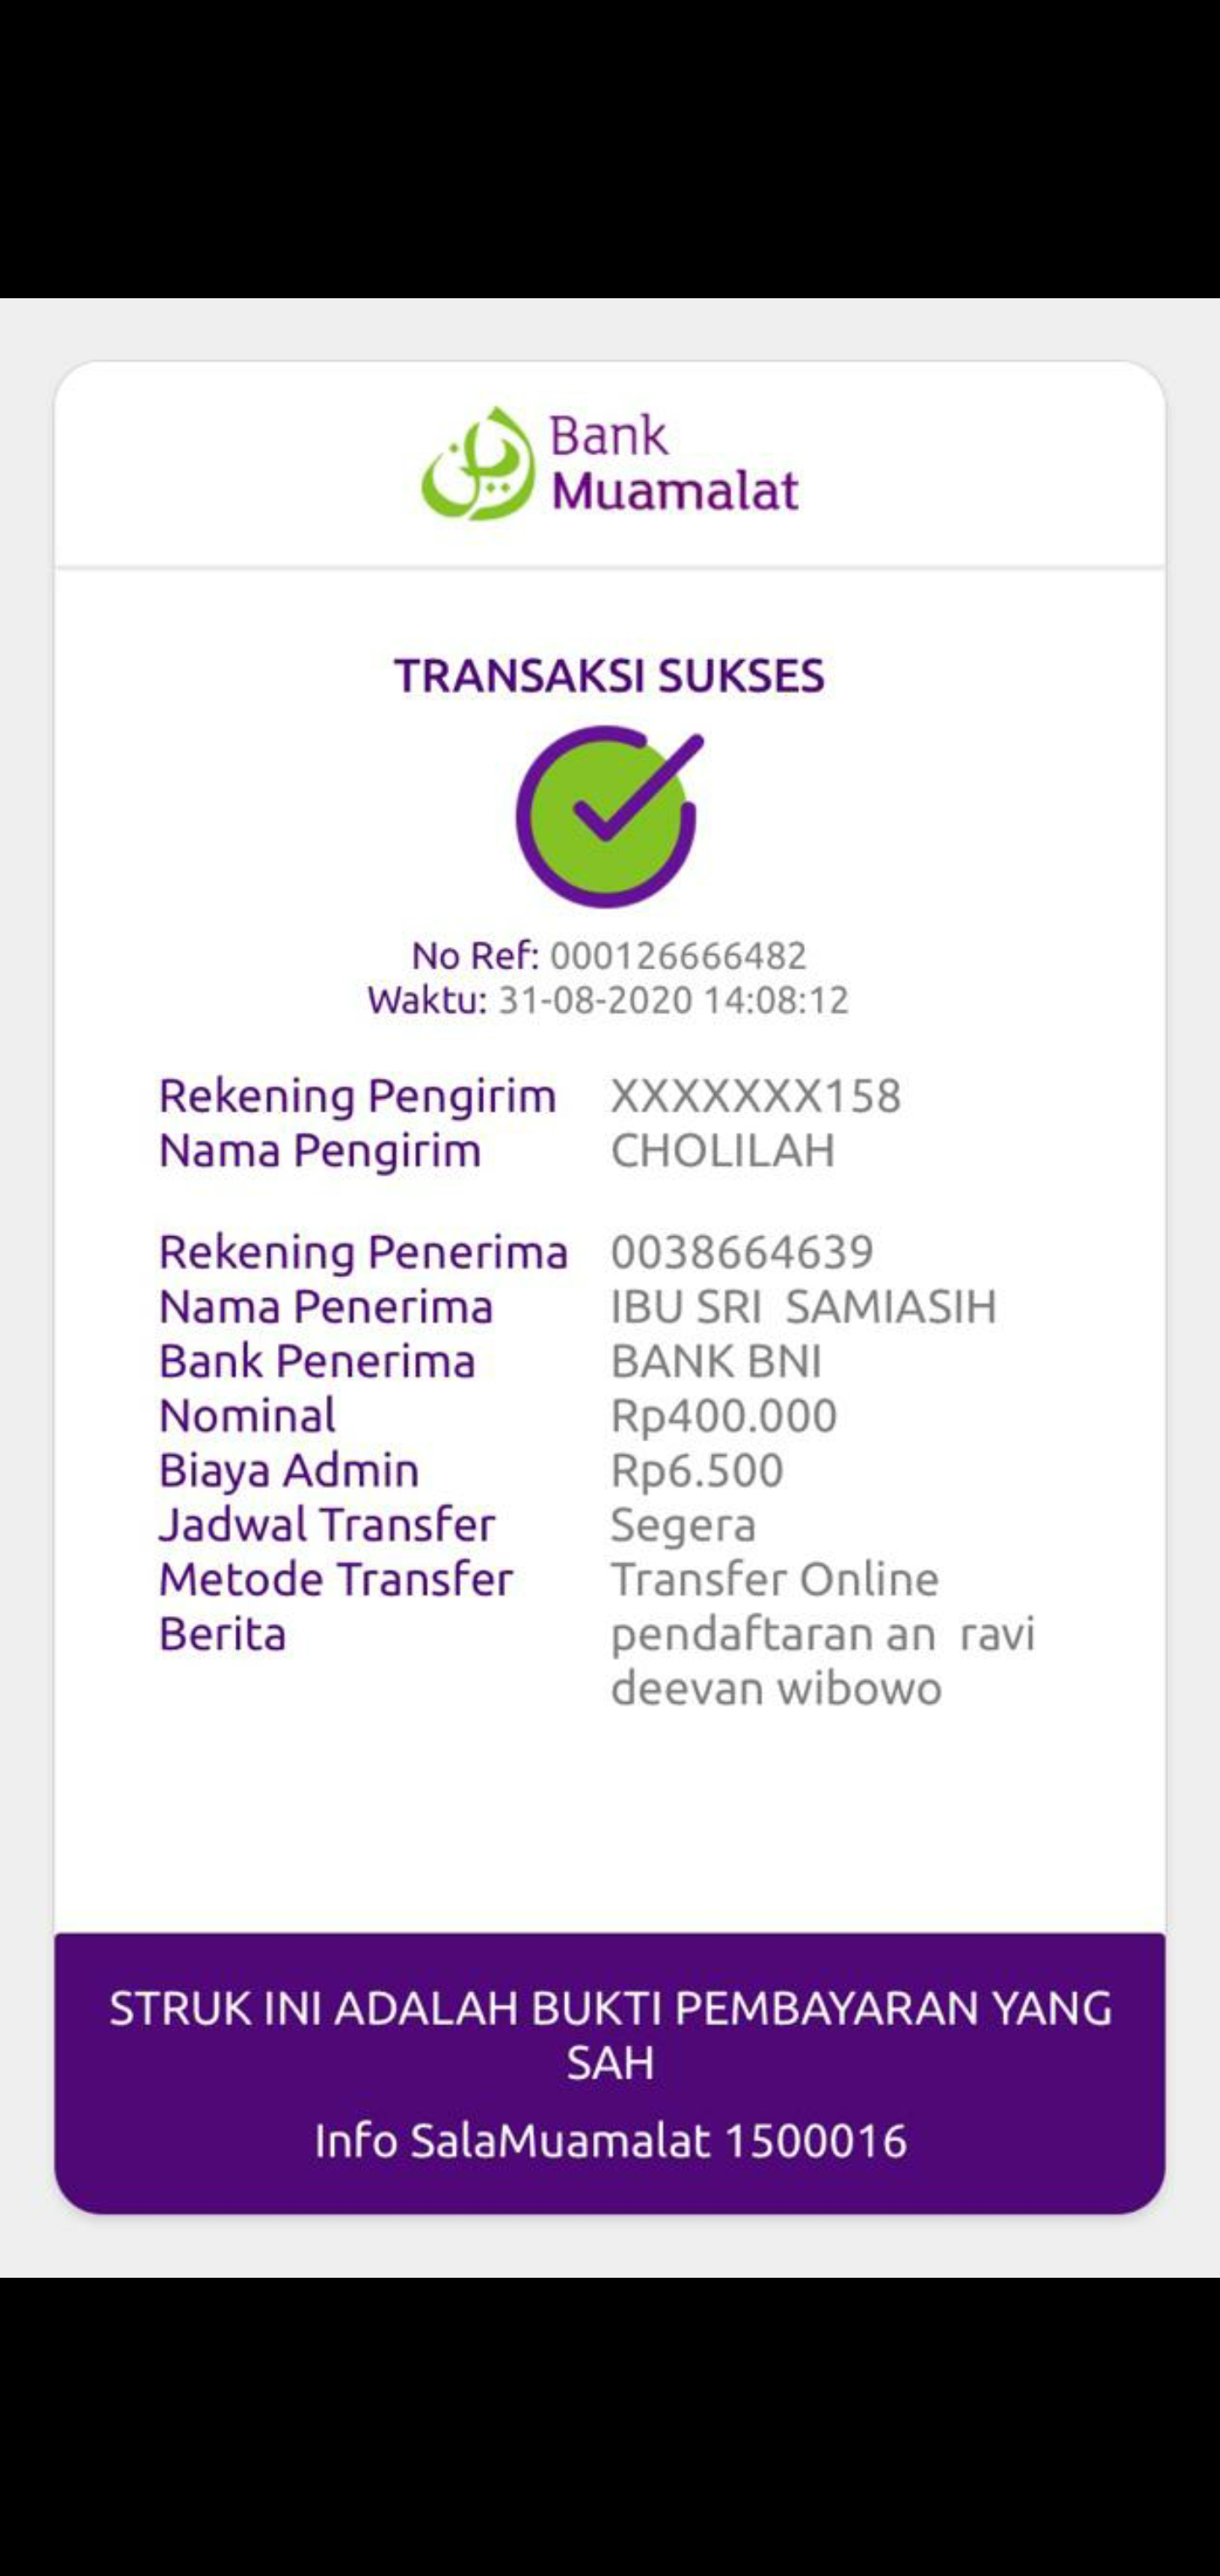 Bank
Muamalat
TRANSAKSI SUKSES
No Ref: 000126666482
Waktu: 31-08-2020 14:08:12
Rekening Pengirim XXXXXXX158
Nama Pengirim CHOLILAH
Rekening Penerima 0038664639
Nama Penerima IBU SRI  SAMIASIH
Bank Penerima BANK BNI
Nominal Rp400.000
Biaya Admin Rp6.500
Jadwal Transfer Segera
Metode Transfer Transfer Online
Berita pendaftaran an  ravi
deevan wibowo
STRUK INI ADALAH BUKTI PEMBAYARAN YANG
SAH
Info SalaMuamalat 1500016